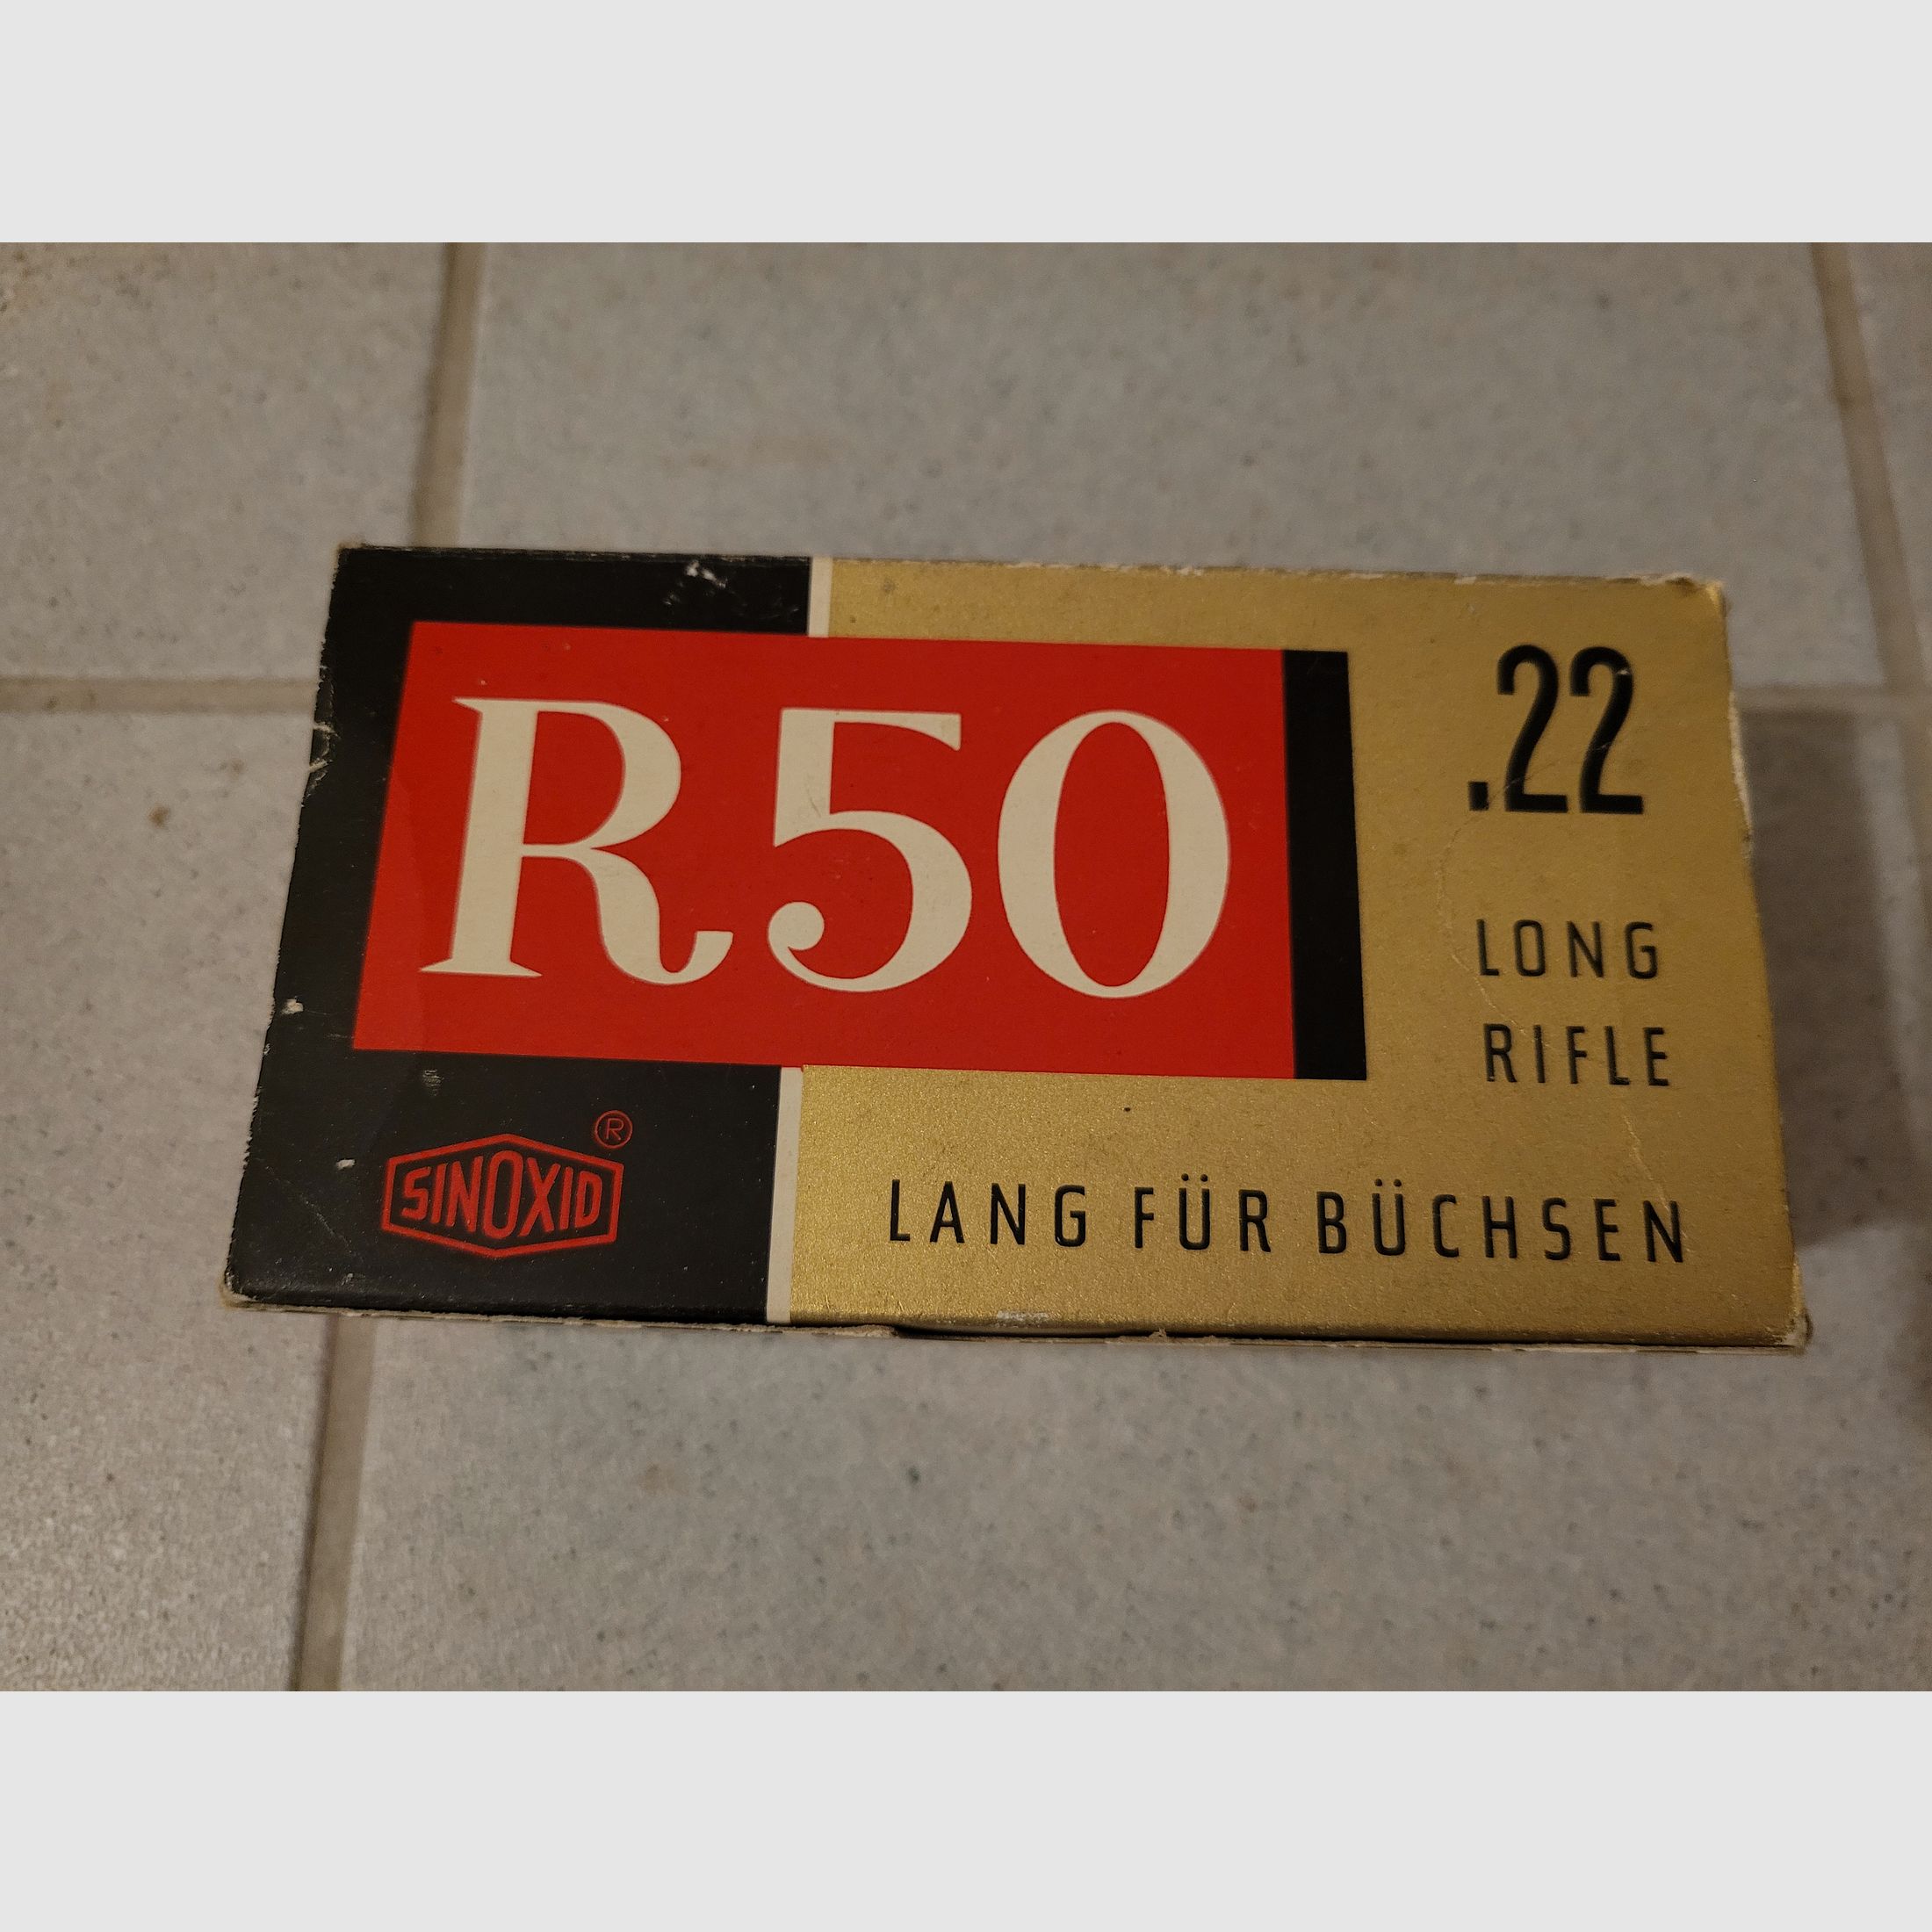 R50
.22
LONG
RIFLE
SINOXID ®
LANG FÜR BÜCHSEN